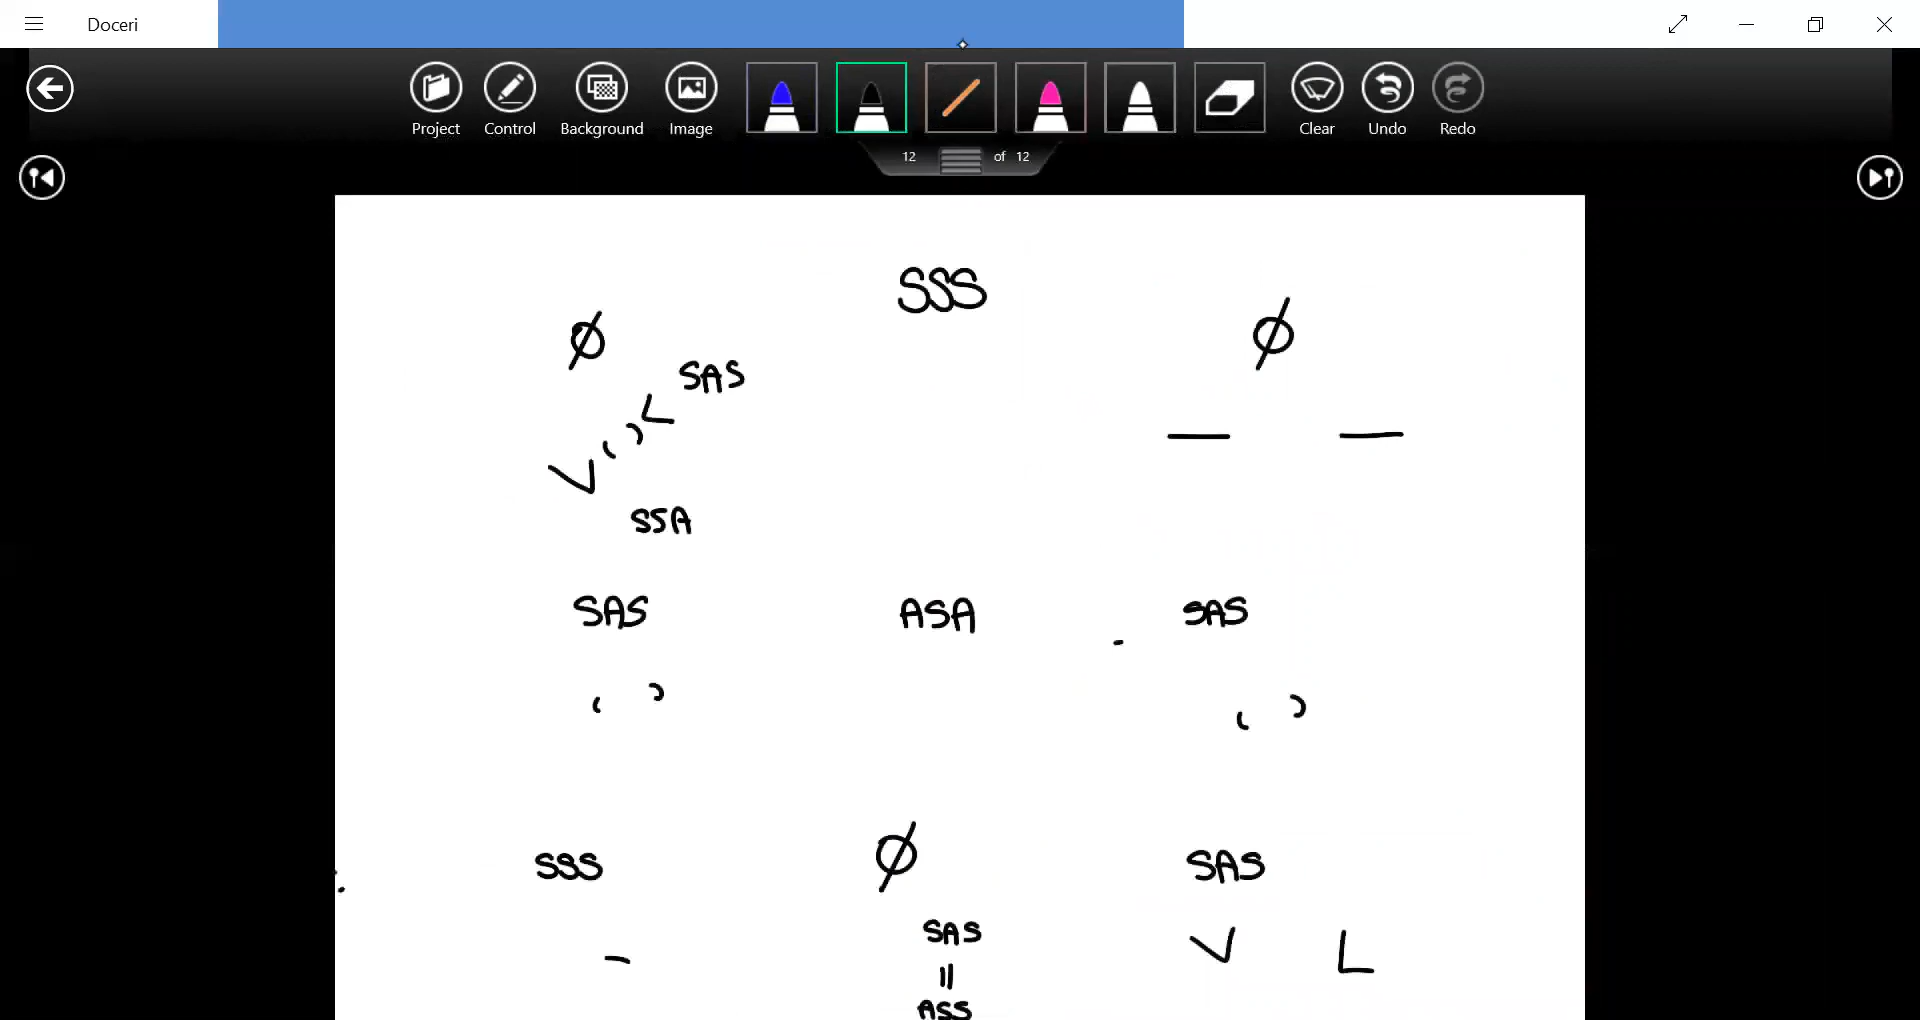 Doceri
Project Control Background Image Clear Undo Redo
12 of 12
SSS
Ø Ø
SAS
SSA
SAS ASA SAS
SSS Ø SAS
SAS
=
ASS